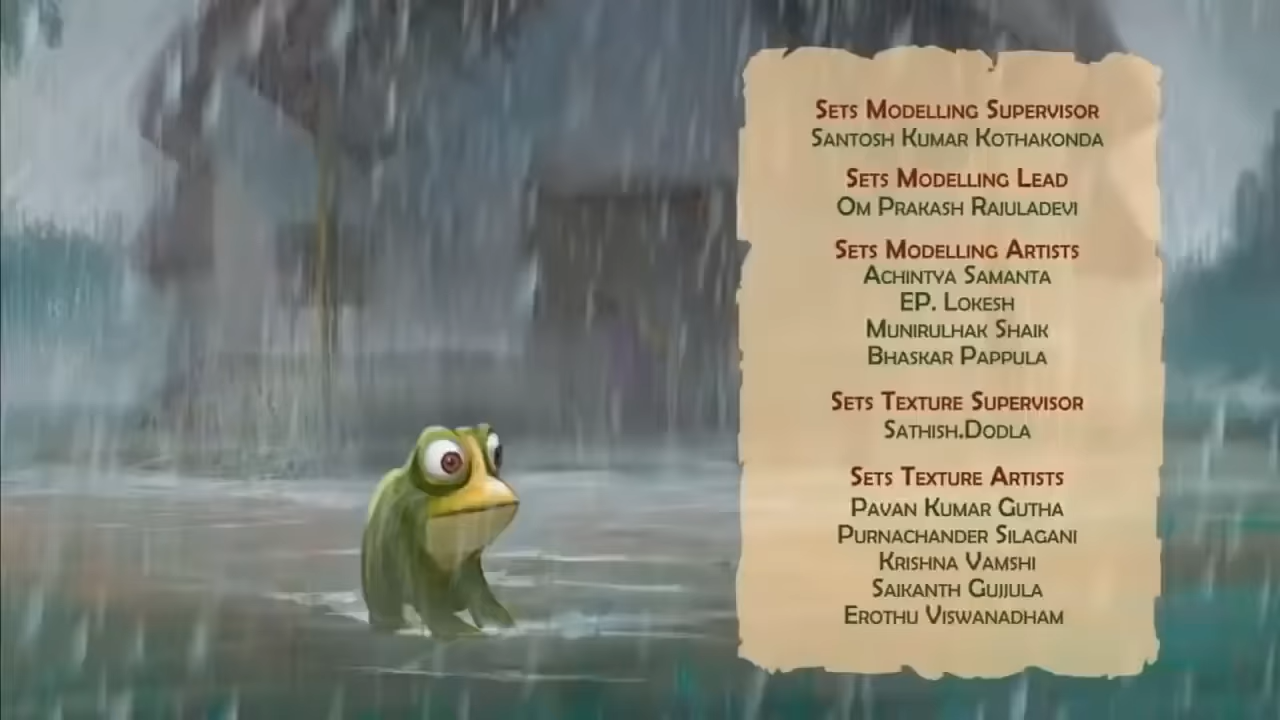 Sets Modelling Supervisor
Santosh Kumar Kothakonda
Sets Modelling Lead
Om Prakash Rajuladevi
Sets Modelling Artists
Achintya Samanta
EP. Lokesh
Munirulhak Shaik
Bhaskar Pappula
Sets Texture Supervisor
Sathish.Dodla
Sets Texture Artists
Pavan Kumar Gutha
Purnachander Silagani
Krishna Vamshi
Saikanth Gujjula
Erothu Viswanadham